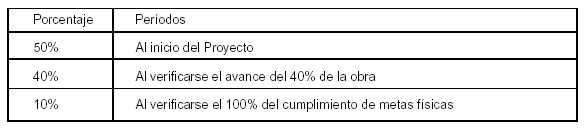 Porcentaje Períodos
50% Al inicio del Proyecto
40% Al verificarse el avance del 40% de la obra
10% Al verificarse el 100% del cumplimiento de metas físicas